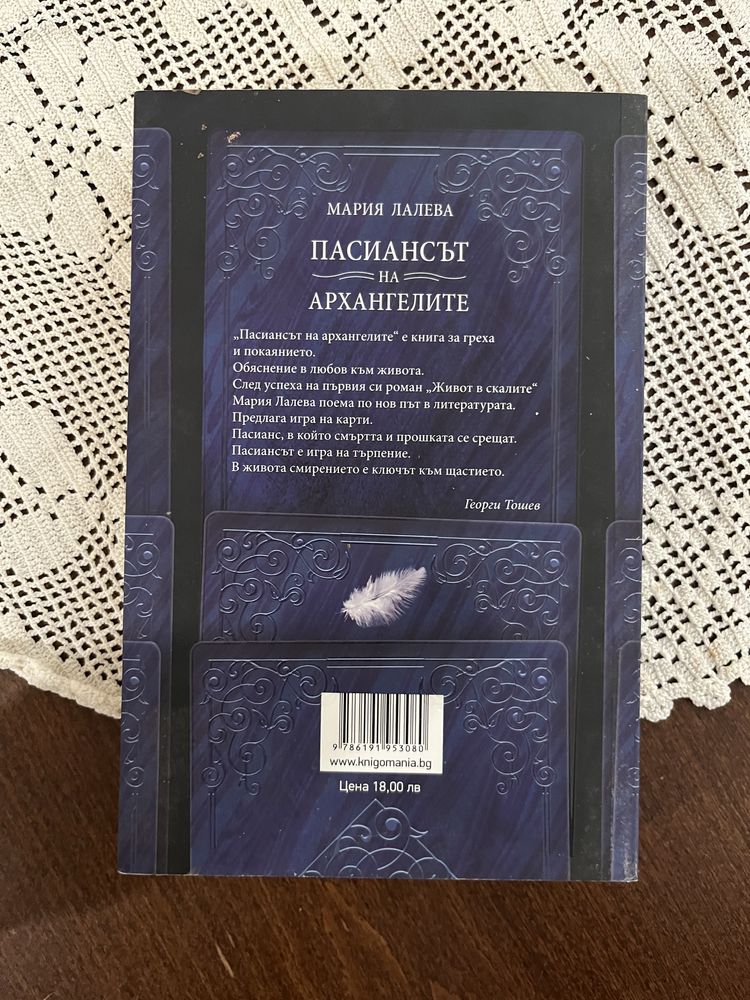 МАРИЯ ЛАЛЕВА
ПАСИАНСЪТ
НА
АРХАНГЕЛИТЕ
„Пасиансът на архангелите“ е книга за греха
и покаянието.
Обяснение в любов към живота.
След успеха на първия си роман „Живот в скалите“
Мария Лалева поема по нов път в литературата.
Предлага игра на карти.
Пасианс, в който смъртта и прошката се срещат.
Пасиансът е игра на търпение.
В живота смирението е ключът към щастието.
Георги Тошев
9 786191 953080
www.knigomania.bg
Цена 18,00 лв